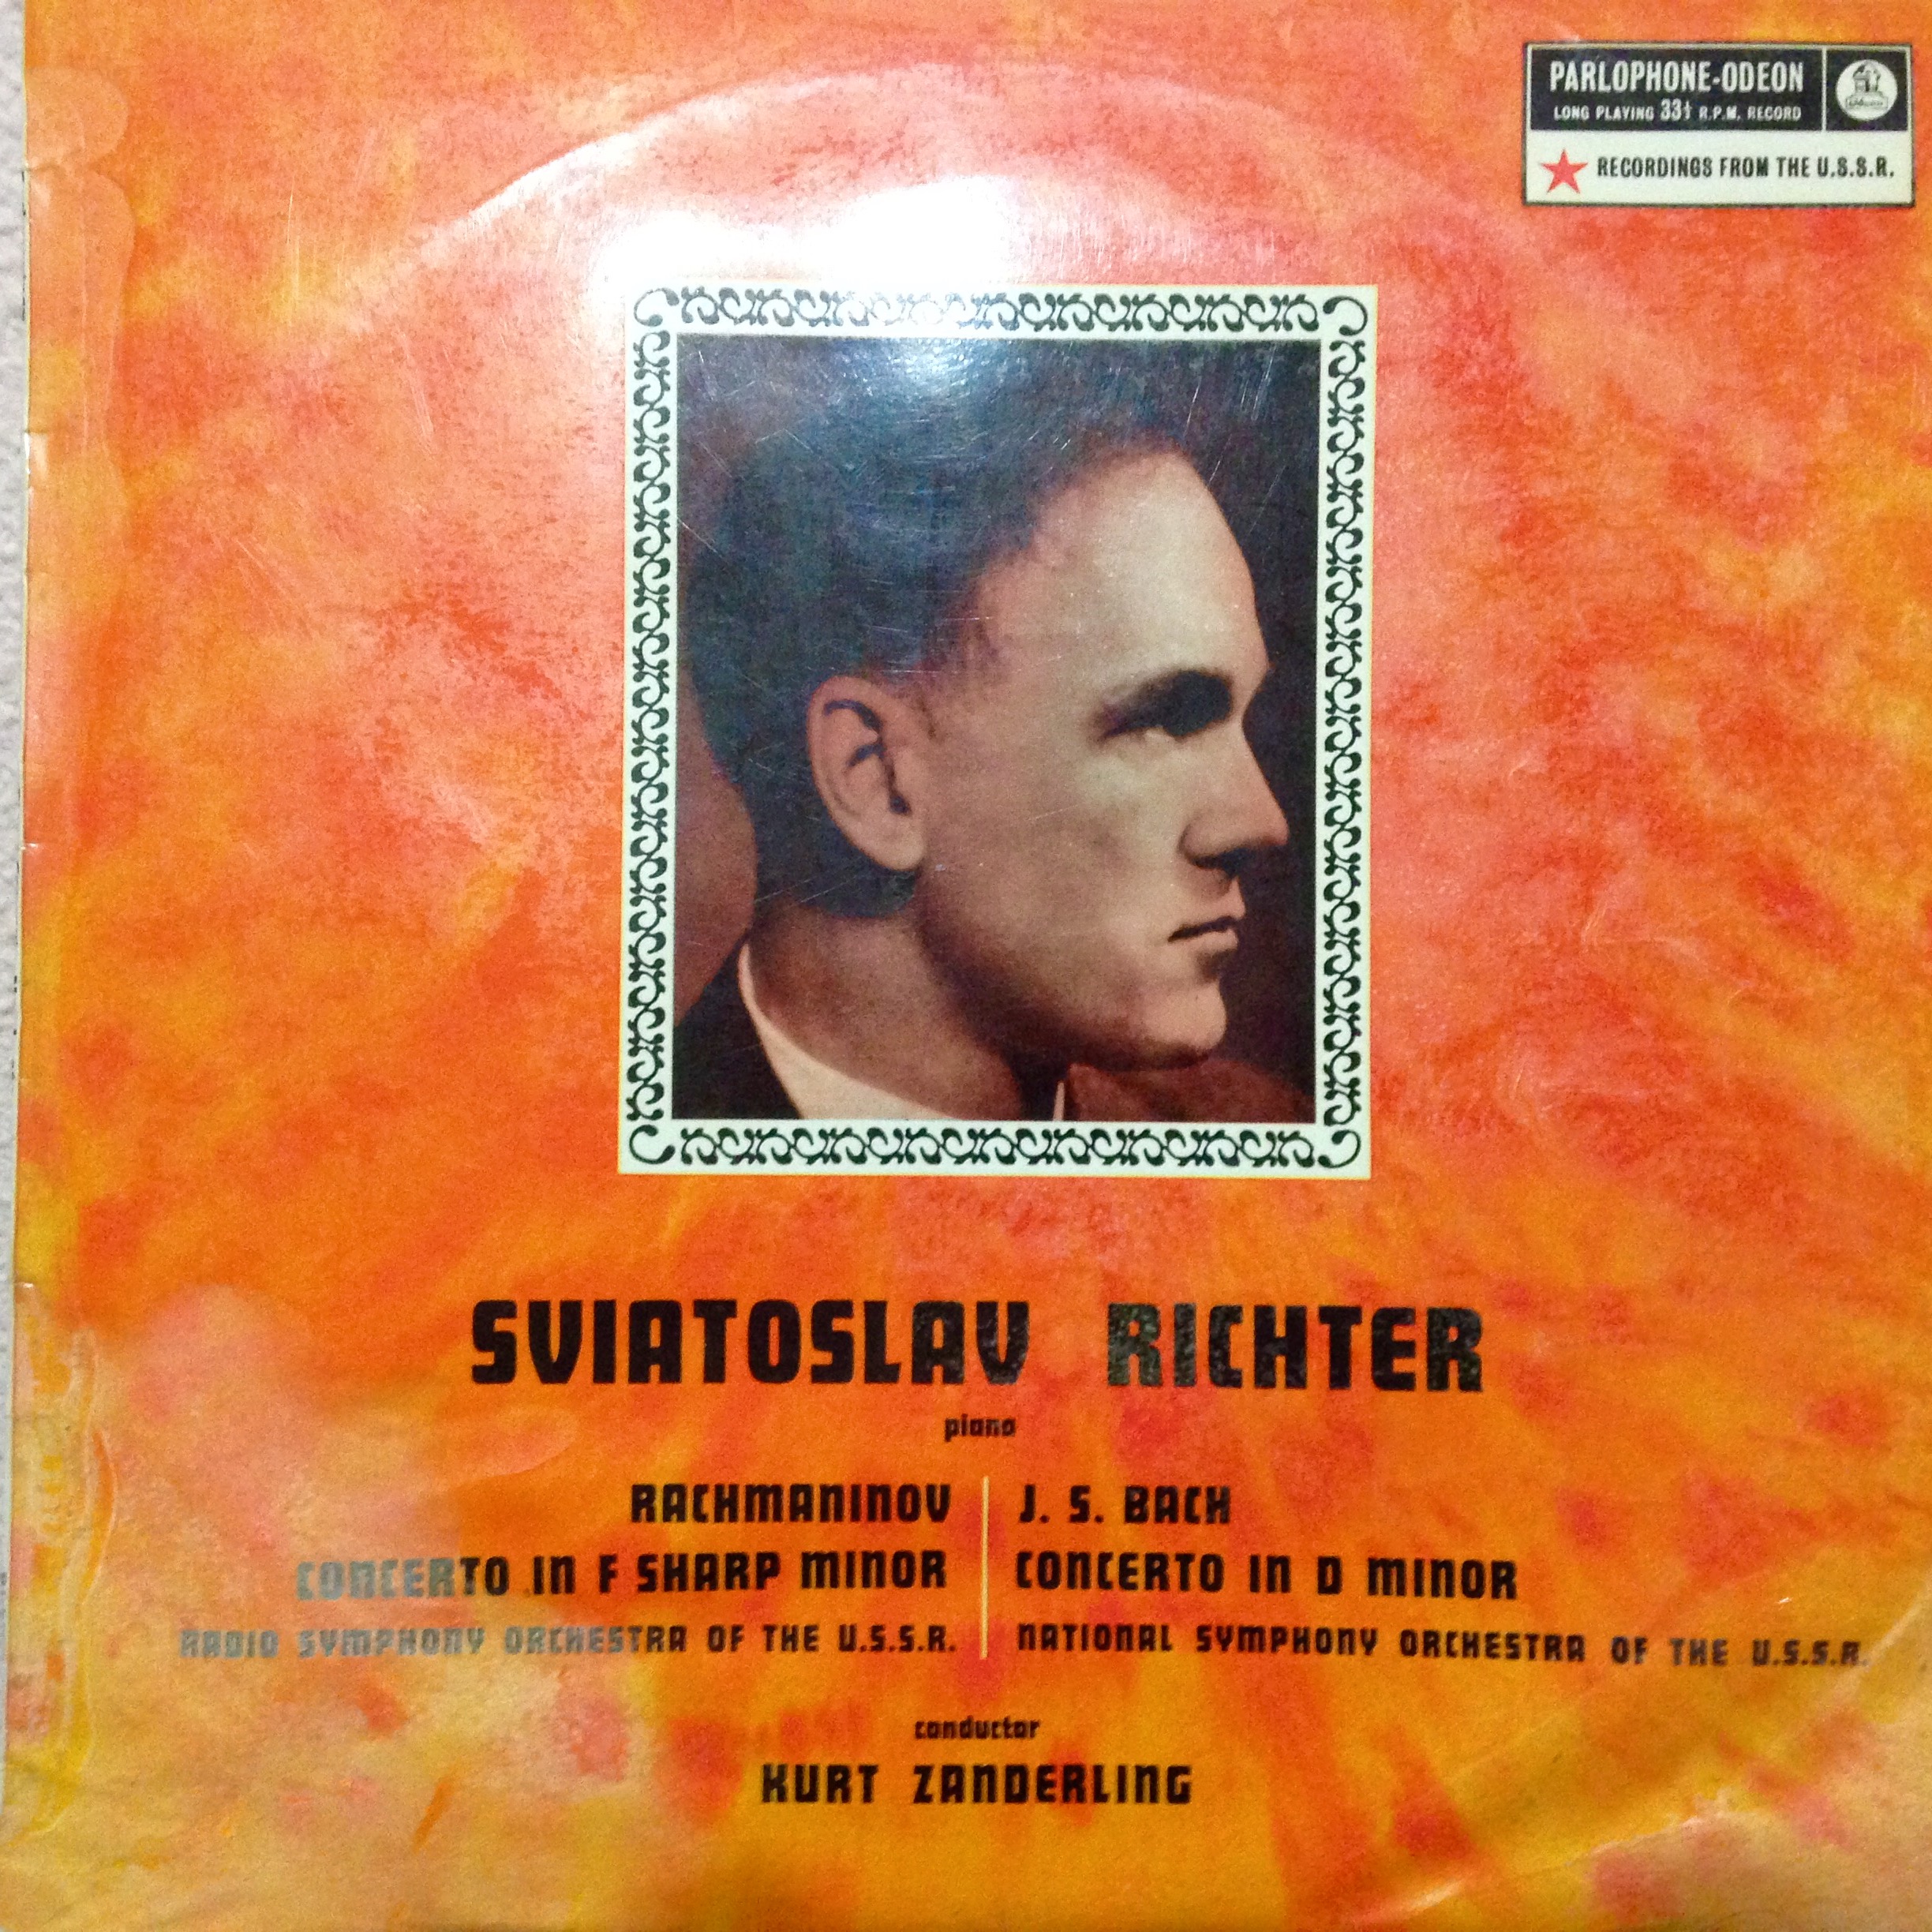 PARLOPHONE-ODEON
LONG PLAYING 33⅓ R.P.M. RECORD
RECORDINGS FROM THE U.S.S.R.
SVIATOSLAV RICHTER
piano
RACHMANINOV
CONCERTO IN F SHARP MINOR
RADIO SYMPHONY ORCHESTRA OF THE U.S.S.R.
J. S. BACH
CONCERTO IN D MINOR
NATIONAL SYMPHONY ORCHESTRA OF THE U.S.S.R.
conductor
KURT ZANDERLING